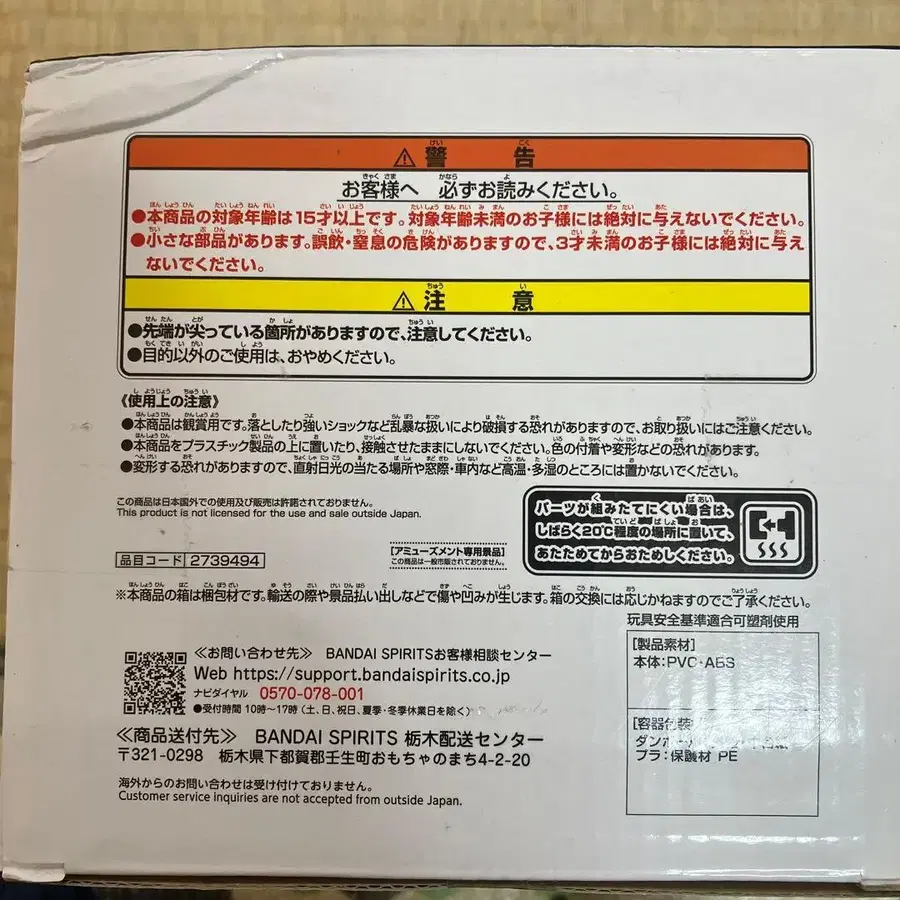 ⚠警告
お客様へ 必ずお読みください。
●本商品の対象年齢は15才以上です。対象年齢未満のお子様には絶対に与えないでください。
●小さな部品があります。誤飲・窒息の危険がありますので、3才未満のお子様には絶対に与え
ないでください。
⚠注意
●先端が尖っている箇所がありますので、注意してください。
●目的以外のご使用は、おやめください。
《使用上の注意》
●本商品は観賞用です。落としたり強いショックなど乱暴な扱いにより破損する恐れがありますので、お取り扱いにはご注意ください。
●本商品をプラスチック製品の上に置いたり、接触させたままにしないでください。色の付着や変形などの恐れがあります。
●変形する恐れがありますので、直射日光の当たる場所や窓際・車内など高温・多湿のところには置かないでください。
この商品は日本国外での使用及び販売は許諾されておりません。
This product is not licensed for the use and sale outside Japan.
パーツが組みたてにくい場合は、
しばらく20℃程度の場所に置いて、
あたためてからおためしください。
品目コード 2739494
[アミューズメント専用景品]
この商品は一般市販されておりません。
※本商品の箱は梱包材です。輸送の際や景品払い出しなどで傷や凹みが生じます。箱の交換には応じかねますのでご了承ください。
玩具安全基準適合可塑剤使用
[製品素材]
本体:PVC・ABS
[容器包装]
ダンボール
プラ:保護材 PE
≪お問い合わせ先≫ BANDAI SPIRITSお客様相談センター
Web https://support.bandaispirits.co.jp
ナビダイヤル 0570-078-001
●受付時間 10時～17時(土、日、祝日、夏季・冬季休業日を除く)
≪商品送付先≫ BANDAI SPIRITS 栃木配送センター
〒321-0298 栃木県下都賀郡壬生町おもちゃのまち4-2-20
海外からのお問い合わせは受け付けておりません。
Customer service inquiries are not accepted from outside Japan.